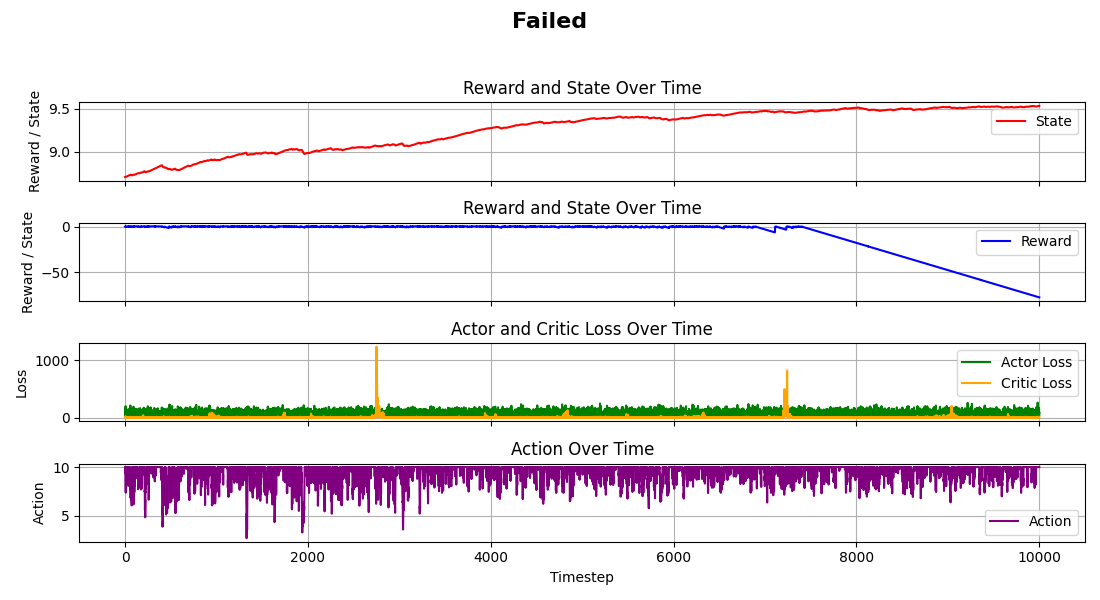 Failed
Reward and State Over Time
Reward / State
9.5
9.0
State
Reward and State Over Time
Reward / State
0
−50
Reward
Actor and Critic Loss Over Time
Loss
1000
0
Actor Loss
Critic Loss
Action Over Time
Action
10
5
Action
0 2000 4000 6000 8000 10000
Timestep